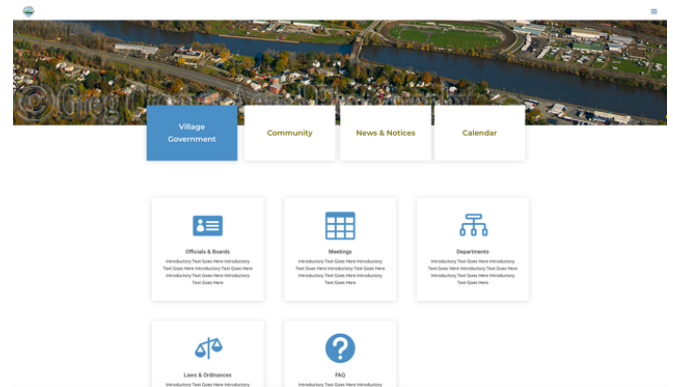 Village
Government
Community
News & Notices
Calendar
Officials & Boards
Introductory Text Goes Here Introductory
Text Goes Here Introductory Text Goes Here
Introductory Text Goes Here Introductory
Text Goes Here
Meetings
Introductory Text Goes Here Introductory
Text Goes Here Introductory Text Goes Here
Introductory Text Goes Here Introductory
Text Goes Here
Departments
Introductory Text Goes Here Introductory
Text Goes Here Introductory Text Goes Here
Introductory Text Goes Here Introductory
Text Goes Here
Laws & Ordinances
Introductory Text Goes Here Introductory
FAQ
Introductory Text Goes Here Introductory